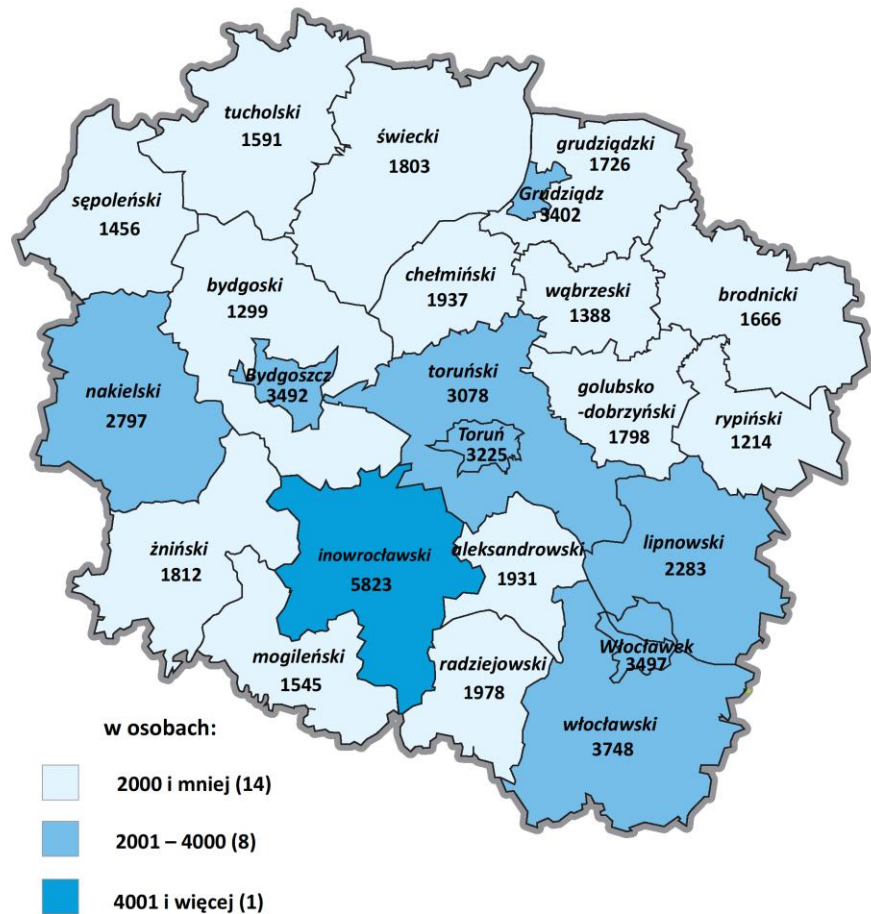 tucholski
1591
świecki
1803
grudziądzki
1726
Grudziądz
3402
sępoleński
1456
bydgoski
1299
chełmiński
1937
wąbrzeski
1388
brodnicki
1666
nakielski
2797
Bydgoszcz
3492
toruński
3078
Toruń
3225
golubsko
-dobrzyński
1798
rypiński
1214
żniński
1812
inowrocławski
5823
aleksandrowski
1931
lipnowski
2283
mogileński
1545
radziejowski
1978
Włocławek
3497
włocławski
3748
w osobach:
2000 i mniej (14)
2001 – 4000 (8)
4001 i więcej (1)